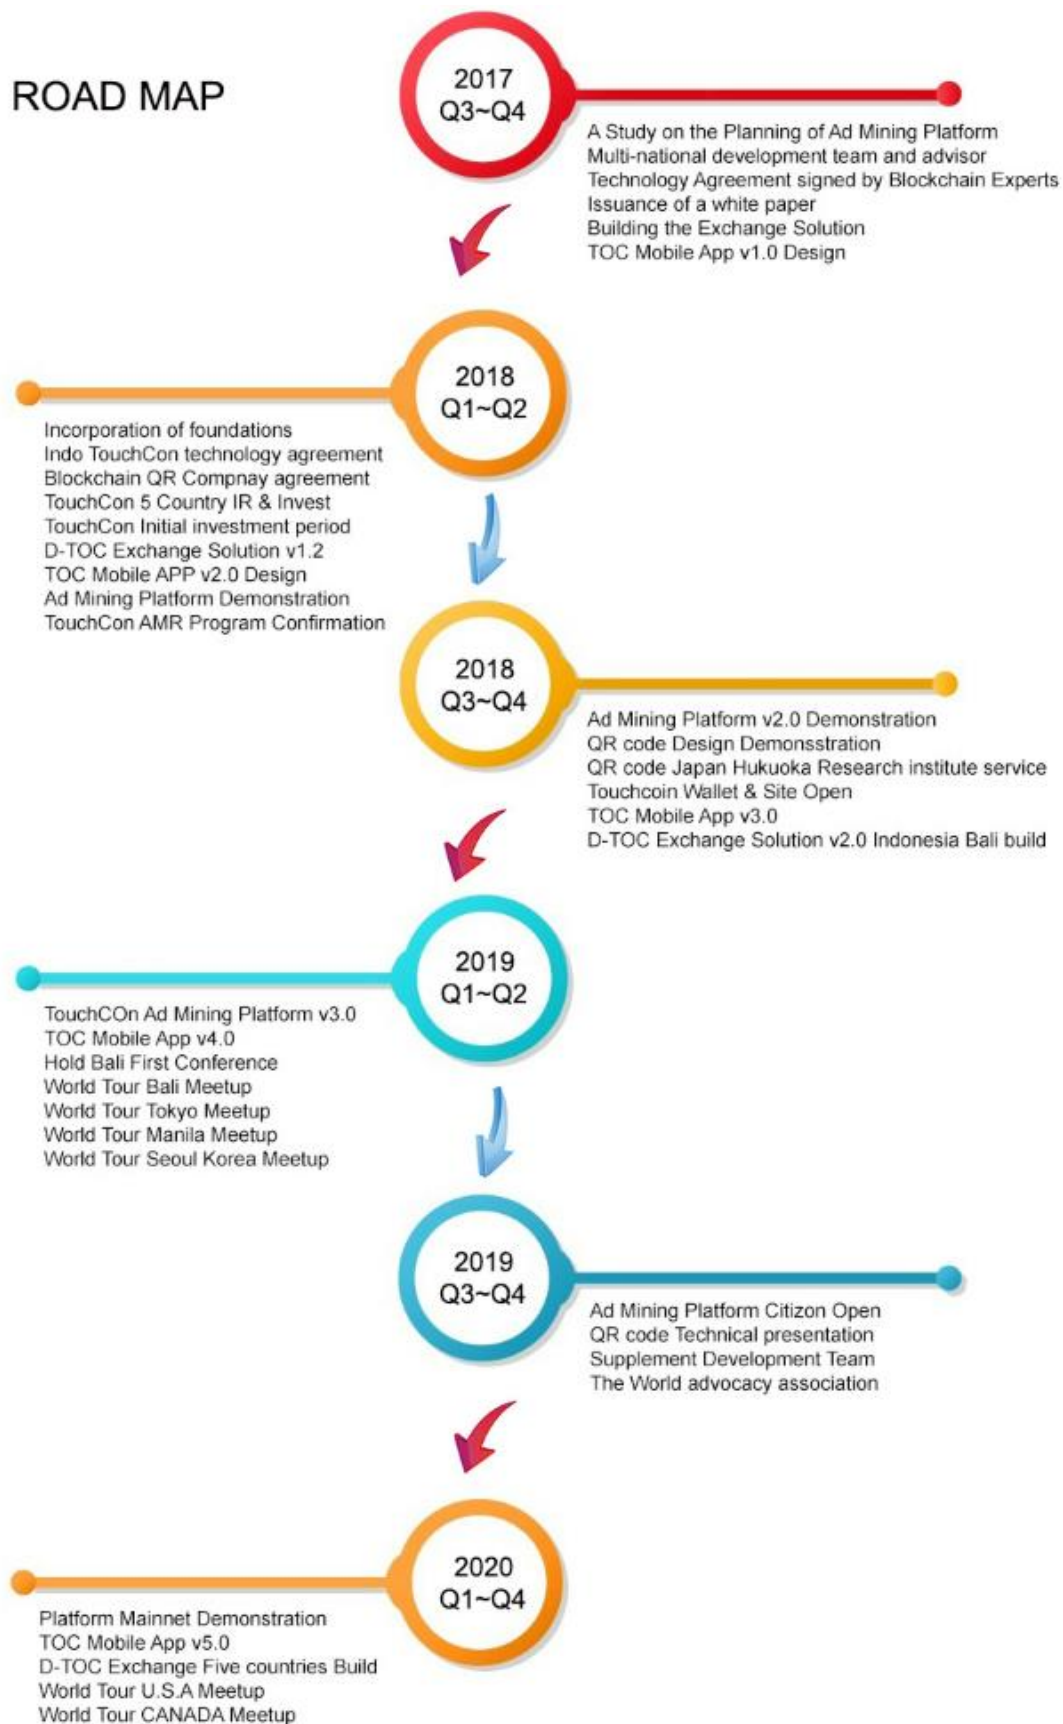 ROAD MAP
2017
Q3~Q4
A Study on the Planning of Ad Mining Platform
Multi-national development team and advisor
Technology Agreement signed by Blockchain Experts
Issuance of a white paper
Building the Exchange Solution
TOC Mobile App v1.0 Design
2018
Q1~Q2
Incorporation of foundations
Indo TouchCon technology agreement
Blockchain QR Compnay agreement
TouchCon 5 Country IR & Invest
TouchCon Initial investment period
D-TOC Exchange Solution v1.2
TOC Mobile APP v2.0 Design
Ad Mining Platform Demonstration
TouchCon AMR Program Confirmation
2018
Q3~Q4
Ad Mining Platform v2.0 Demonstration
QR code Design Demonsstration
QR code Japan Hukuoka Research institute service
Touchcoin Wallet & Site Open
TOC Mobile App v3.0
D-TOC Exchange Solution v2.0 Indonesia Bali build
2019
Q1~Q2
TouchCOn Ad Mining Platform v3.0
TOC Mobile App v4.0
Hold Bali First Conference
World Tour Bali Meetup
World Tour Tokyo Meetup
World Tour Manila Meetup
World Tour Seoul Korea Meetup
2019
Q3~Q4
Ad Mining Platform Citizon Open
QR code Technical presentation
Supplement Development Team
The World advocacy association
2020
Q1~Q4
Platform Mainnet Demonstration
TOC Mobile App v5.0
D-TOC Exchange Five countries Build
World Tour U.S.A Meetup
World Tour CANADA Meetup